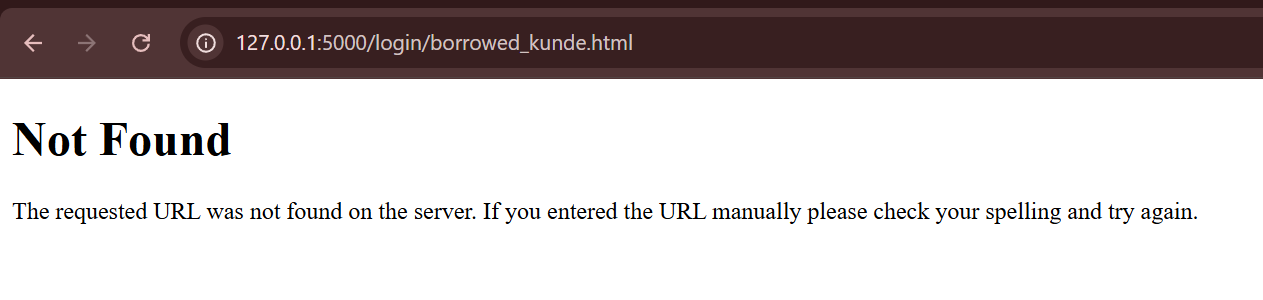 127.0.0.1:5000/login/borrowed_kunde.html
Not Found
The requested URL was not found on the server. If you entered the URL manually please check your spelling and try again.